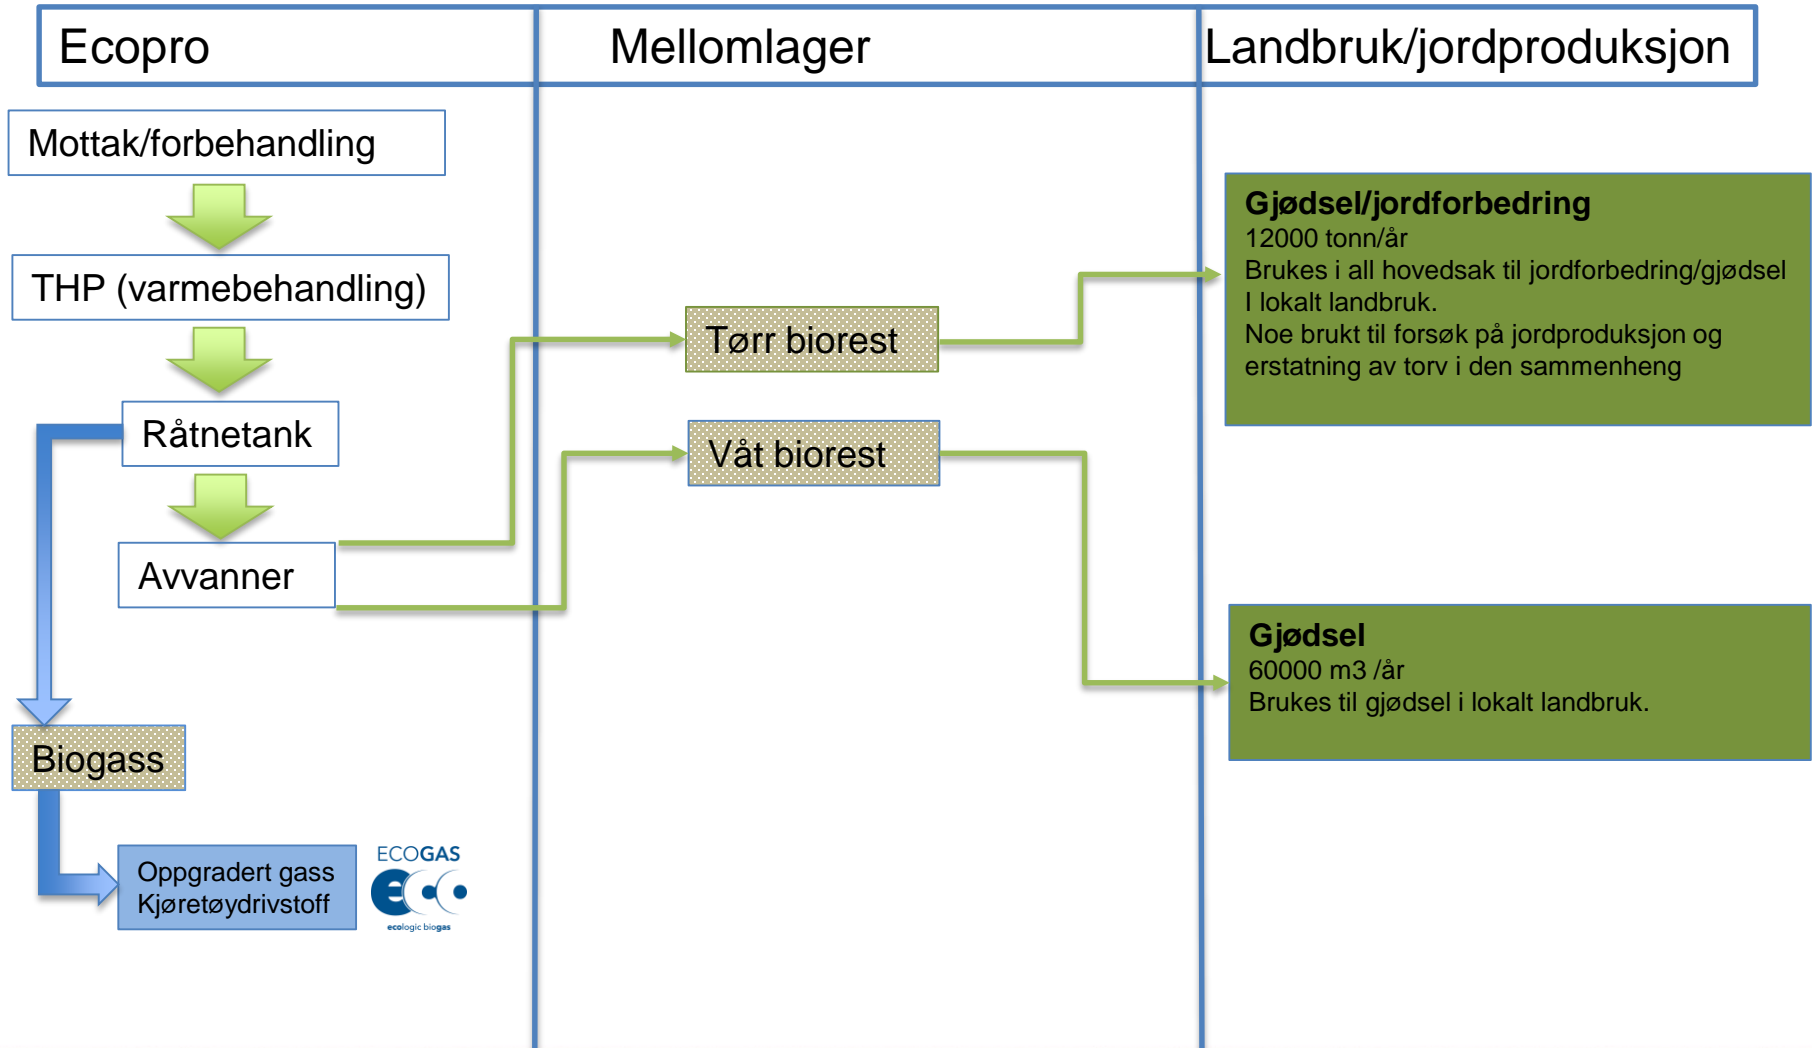 Ecopro
Mellomlager
Landbruk/jordproduksjon
Mottak/forbehandling
THP (varmebehandling)
Råtnetank
Avvanner
Biogass
Oppgradert gass
Kjøretøydrivstoff
ECOGAS
eco
ecologic biogas
Tørr biorest
Våt biorest
Gjødsel/jordforbedring
12000 tonn/år
Brukes i all hovedsak til jordforbedring/gjødsel
I lokalt landbruk.
Noe brukt til forsøk på jordproduksjon og
erstatning av torv i den sammenheng
Gjødsel
60000 m3 /år
Brukes til gjødsel i lokalt landbruk.